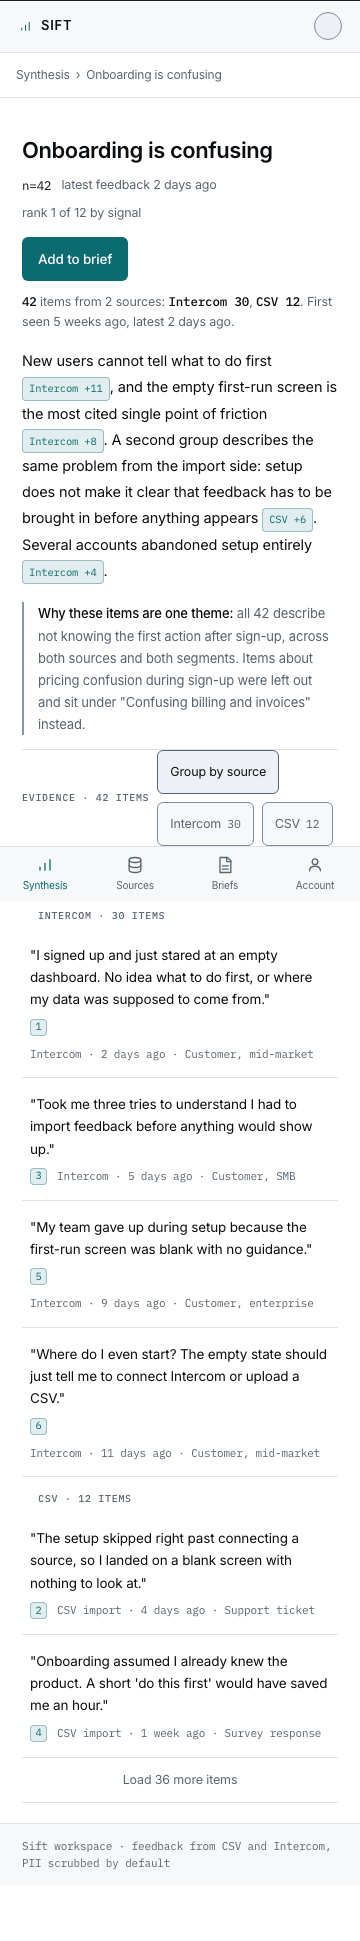 SIFT
Synthesis › Onboarding is confusing
Onboarding is confusing
n=42 latest feedback 2 days ago
rank 1 of 12 by signal
Add to brief
42 items from 2 sources: Intercom 30, CSV 12. First
seen 5 weeks ago, latest 2 days ago.
New users cannot tell what to do first
Intercom +11, and the empty first-run screen is
the most cited single point of friction
Intercom +8. A second group describes the
same problem from the import side: setup
does not make it clear that feedback has to be
brought in before anything appears CSV +6.
Several accounts abandoned setup entirely
Intercom +4.
Why these items are one theme: all 42 describe
not knowing the first action after sign-up, across
both sources and both segments. Items about
pricing confusion during sign-up were left out
and sit under "Confusing billing and invoices"
instead.
Group by source
EVIDENCE · 42 ITEMS
Intercom 30 CSV 12
Synthesis Sources Briefs Account
INTERCOM · 30 ITEMS
"I signed up and just stared at an empty
dashboard. No idea what to do first, or where
my data was supposed to come from."
1
Intercom · 2 days ago · Customer, mid-market
"Took me three tries to understand I had to
import feedback before anything would show
up."
3 Intercom · 5 days ago · Customer, SMB
"My team gave up during setup because the
first-run screen was blank with no guidance."
5
Intercom · 9 days ago · Customer, enterprise
"Where do I even start? The empty state should
just tell me to connect Intercom or upload a
CSV."
6
Intercom · 11 days ago · Customer, mid-market
CSV · 12 ITEMS
"The setup skipped right past connecting a
source, so I landed on a blank screen with
nothing to look at."
2 CSV import · 4 days ago · Support ticket
"Onboarding assumed I already knew the
product. A short 'do this first' would have saved
me an hour."
4 CSV import · 1 week ago · Survey response
Load 36 more items
Sift workspace · feedback from CSV and Intercom,
PII scrubbed by default